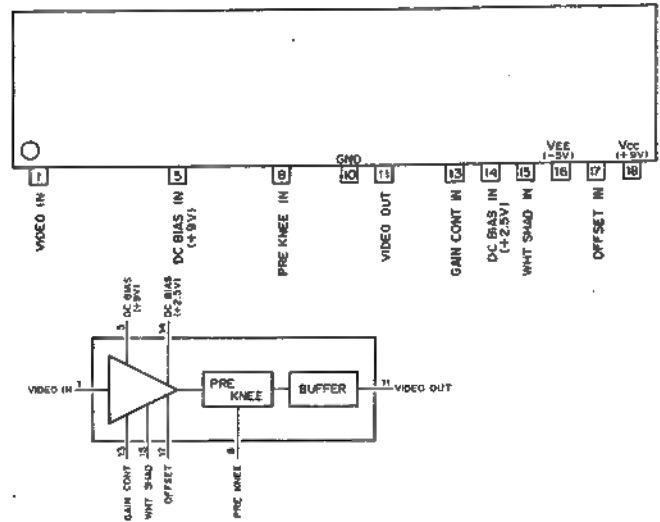 GND
VEE
(-5V)
VCC
(+9V)
1
5
8
10
11
13
14
15
16
17
18
VIDEO IN
DC BIAS IN
(+9V)
PRE KNEE IN
VIDEO OUT
GAIN CONT IN
DC BIAS IN
(+2.5V)
WHT SHAD IN
OFFSET IN
5 DC BIAS
(+9V)
14 DC BIAS
(+2.5V)
VIDEO IN 1
PRE
KNEE
BUFFER
11 VIDEO OUT
13
15
17
8
GAIN CONT
WHT SHAD
OFFSET
PRE KNEE